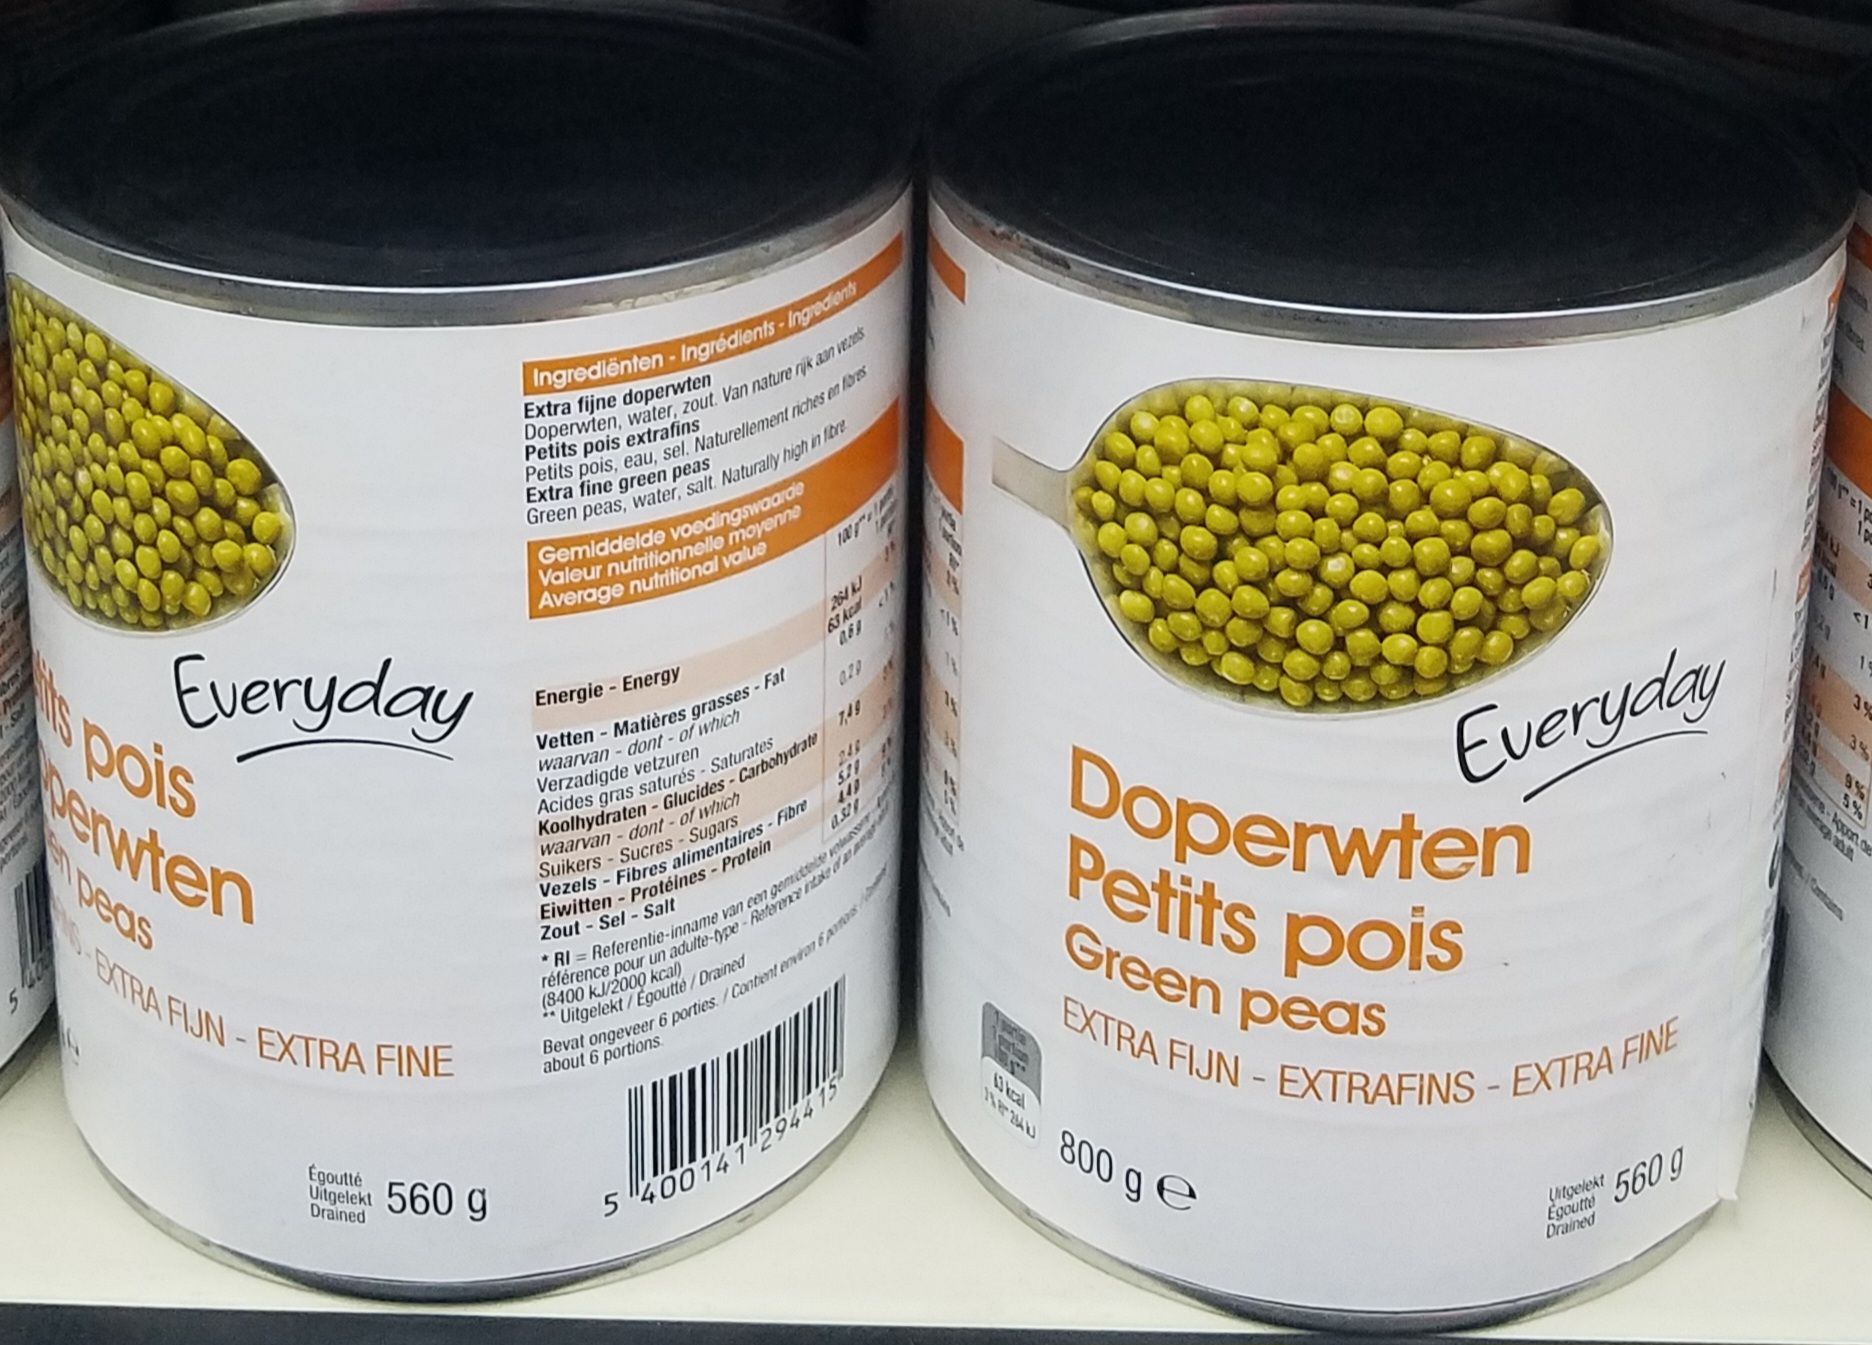 Everyday
pois
en peas
EXTRA FIJN - EXTRA FINE
Égoutté
Uitgelekt
Drained
560 g
Ingrediënten - Ingrédients - Ingredients
Extra fijne doperwten
Doperwten, water, zout. Van nature rijk aan vezels.
Petits pois extrafins
Petits pois, eau, sel. Naturellement riches en fibres.
Extra fine green peas
Green peas, water, salt. Naturally high in fibre.
Gemiddelde voedingswaarde
Valeur nutritionnelle moyenne
Average nutritional value
100 g**
Energie - Energy
264 kJ
63 kcal
Vetten - Matières grasses - Fat 0,6 g
waarvan - dont - of which
Verzadigde vetzuren
Acides gras saturés - Saturates 0,2 g
Koolhydraten - Glucides - Carbohydrate 7,4 g
waarvan - dont - of which
Suikers - Sucres - Sugars 2,4 g
Vezels - Fibres alimentaires - Fibre 5,2 g
Eiwitten - Protéines - Protein 4,4 g
Zout - Sel - Salt 0,52 g
* RI = Referentie-inname van een gemiddelde volwassene
référence pour un adulte-type - Reference intake of an average
(8400 kJ/2000 kcal)
** Uitgelekt / Égoutté / Drained
Bevat ongeveer 6 porties. / Contient environ 6 portions. /
about 6 portions.
5 400141 294415
Everyday
Doperwten
Petits pois
Green peas
EXTRA FIJN - EXTRAFINS - EXTRA FINE
63 kcal
264 kJ
800 g e
Uitgelekt
Égoutté
Drained
560 g